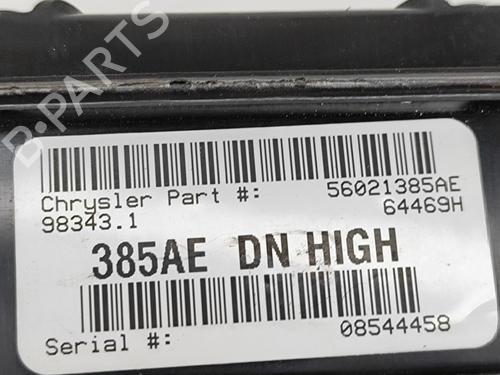 B-PARTS
Chrysler Part #: 56021385AE
98343.1 64469H
385AE DN HIGH
Serial #: 08544458